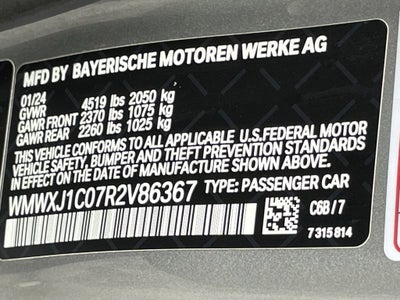 MFD BY BAYERISCHE MOTOREN WERKE AG
01/24
GVWR 4519 lbs 2050 kg
GAWR FRONT 2370 lbs 1075 kg
GAWR REAR 2260 lbs 1025 kg
THIS VEHICLE CONFORMS TO ALL APPLICABLE U.S.FEDERAL MOTOR
VEHICLE SAFETY, BUMPER AND THEFT PREVENTION STANDARDS
IN EFFECT ON THE DATE OF MANUFACTURE SHOWN ABOVE.
WMWXJ1C07R2V86367 TYPE: PASSENGER CAR
C6B / 7
7 315 814